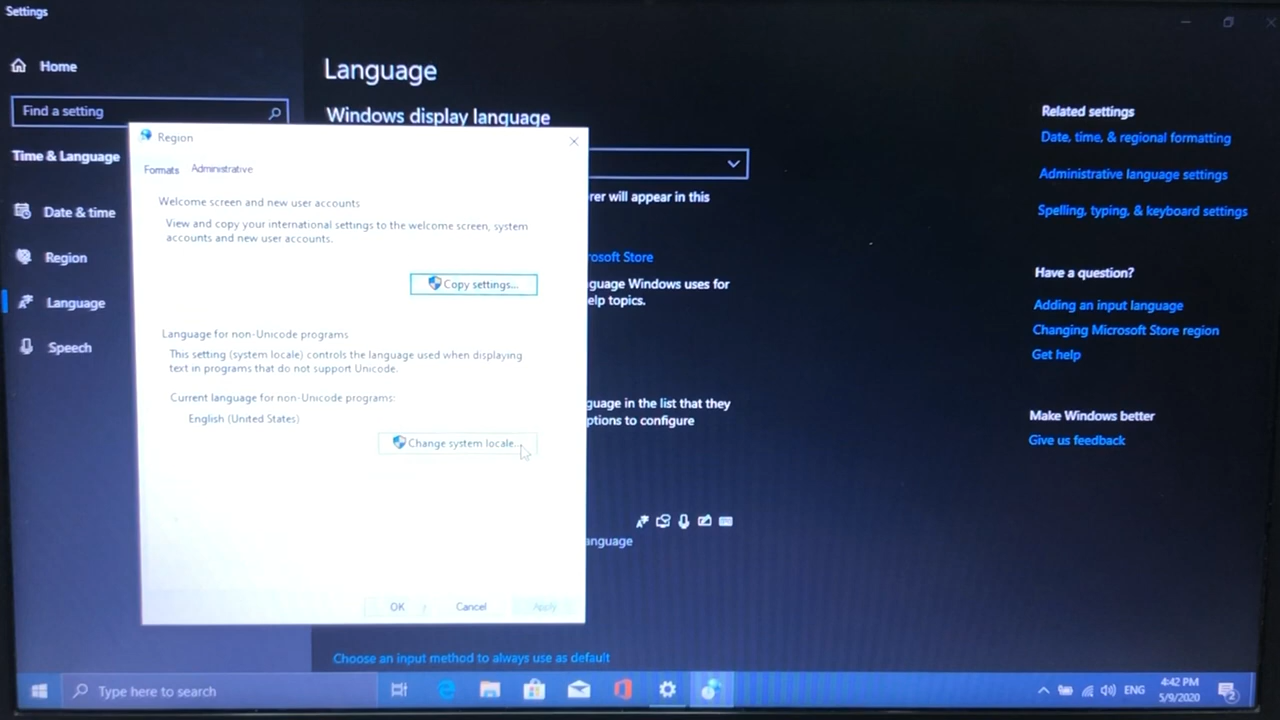 Settings
Home
Find a setting
Time & Language
Date & time
Region
Language
Speech
Language
Windows display language
rer will appear in this
rosoft Store
guage Windows uses for
elp topics.
guage in the list that they
ptions to configure
anguage
Choose an input method to always use as default
Region
Formats Administrative
Welcome screen and new user accounts
View and copy your international settings to the welcome screen, system
accounts and new user accounts.
Copy settings...
Language for non-Unicode programs
This setting (system locale) controls the language used when displaying
text in programs that do not support Unicode.
Current language for non-Unicode programs:
English (United States)
Change system locale...
OK Cancel Apply
Related settings
Date, time, & regional formatting
Administrative language settings
Spelling, typing, & keyboard settings
Have a question?
Adding an input language
Changing Microsoft Store region
Get help
Make Windows better
Give us feedback
Type here to search
ENG
4:42 PM
5/9/2020
2